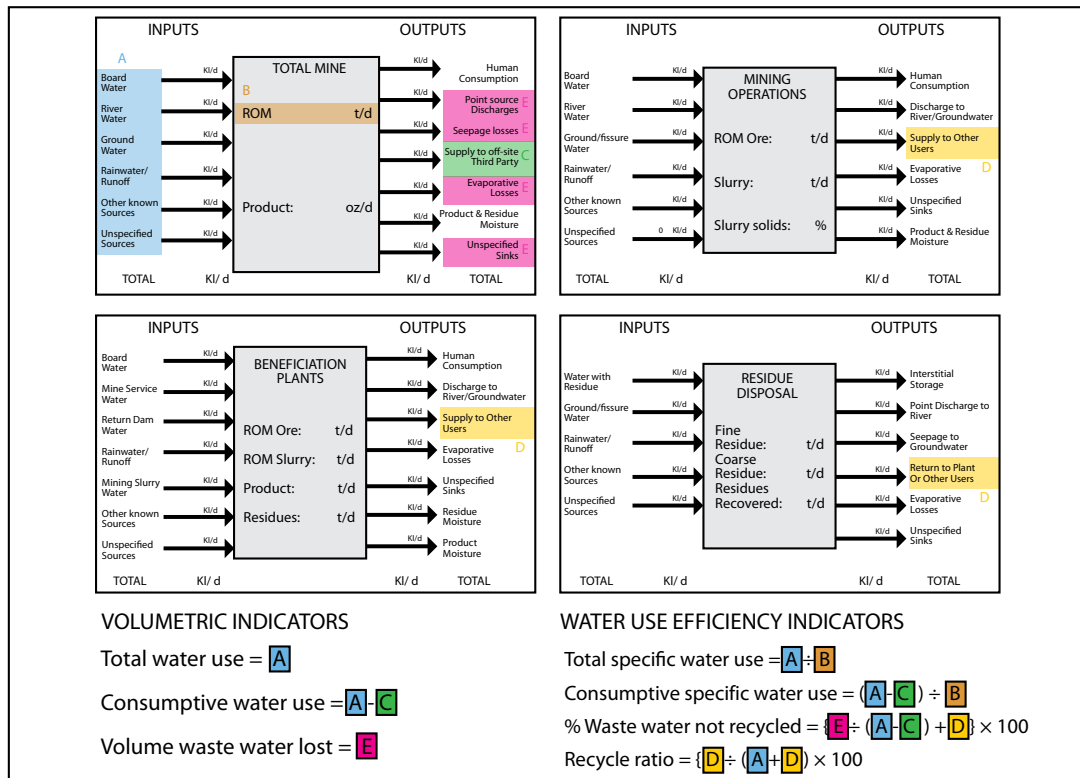 INPUTS
OUTPUTS
A
Board
Water
Kl/d
River
Water
Kl/d
Ground
Water
Kl/d
Rainwater/
Runoff
Kl/d
Other known
Sources
Kl/d
Unspecified
Sources
Kl/d
TOTAL MINE
B
ROM t/d
Product: oz/d
Kl/d
Human
Consumption
Kl/d
Point source
Discharges
E
Kl/d
Seepage losses
E
Kl/d
Supply to off-site
Third Party
C
Kl/d
Evaporative
Losses
E
Kl/d
Product & Residue
Moisture
Kl/d
Unspecified
Sinks
E
TOTAL Kl/ d Kl/ d TOTAL
INPUTS
OUTPUTS
Board
Water
Kl/d
River
Water
Kl/d
Ground/fissure
Water
Kl/d
Rainwater/
Runoff
Kl/d
Other known
Sources
Kl/d
Unspecified
Sources
0 Kl/d
MINING
OPERATIONS
ROM Ore: t/d
Slurry: t/d
Slurry solids: %
Kl/d
Human
Consumption
Kl/d
Discharge to
River/Groundwater
Kl/d
Supply to Other
Users
D
Kl/d
Evaporative
Losses
Kl/d
Unspecified
Sinks
Kl/d
Product & Residue
Moisture
TOTAL Kl/ d Kl/ d TOTAL
INPUTS
OUTPUTS
Board
Water
Kl/d
Mine Service
Water
Kl/d
Return Dam
Water
Kl/d
Rainwater/
Runoff
Kl/d
Mining Slurry
Water
Kl/d
Other known
Sources
Kl/d
Unspecified
Sources
Kl/d
BENEFICIATION
PLANTS
ROM Ore: t/d
ROM Slurry: t/d
Product: t/d
Residues: t/d
Kl/d
Human
Consumption
Kl/d
Discharge to
River/Groundwater
Kl/d
Supply to Other
Users
D
Kl/d
Evaporative
Losses
Kl/d
Unspecified
Sinks
Kl/d
Residue
Moisture
Kl/d
Product
Moisture
TOTAL Kl/ d Kl/ d TOTAL
INPUTS
OUTPUTS
Water with
Residue
Kl/d
Ground/fissure
Water
Kl/d
Rainwater/
Runoff
Kl/d
Other known
Sources
Kl/d
Unspecified
Sources
Kl/d
RESIDUE
DISPOSAL
Fine
Residue: t/d
Coarse
Residue: t/d
Residues
Recovered: t/d
Kl/d
Interstitial
Storage
Kl/d
Point Discharge to
River
Kl/d
Seepage to
Groundwater
Kl/d
Return to Plant
Or Other Users
D
Kl/d
Evaporative
Losses
Kl/d
Unspecified
Sinks
TOTAL Kl/ d Kl/ d TOTAL
VOLUMETRIC INDICATORS
Total water use = A
Consumptive water use = A-C
Volume waste water lost = E
WATER USE EFFICIENCY INDICATORS
Total specific water use =A÷B
Consumptive specific water use = (A-C) ÷ B
% Waste water not recycled = {E÷ (A-C) +D} × 100
Recycle ratio = {D÷ (A+D) × 100